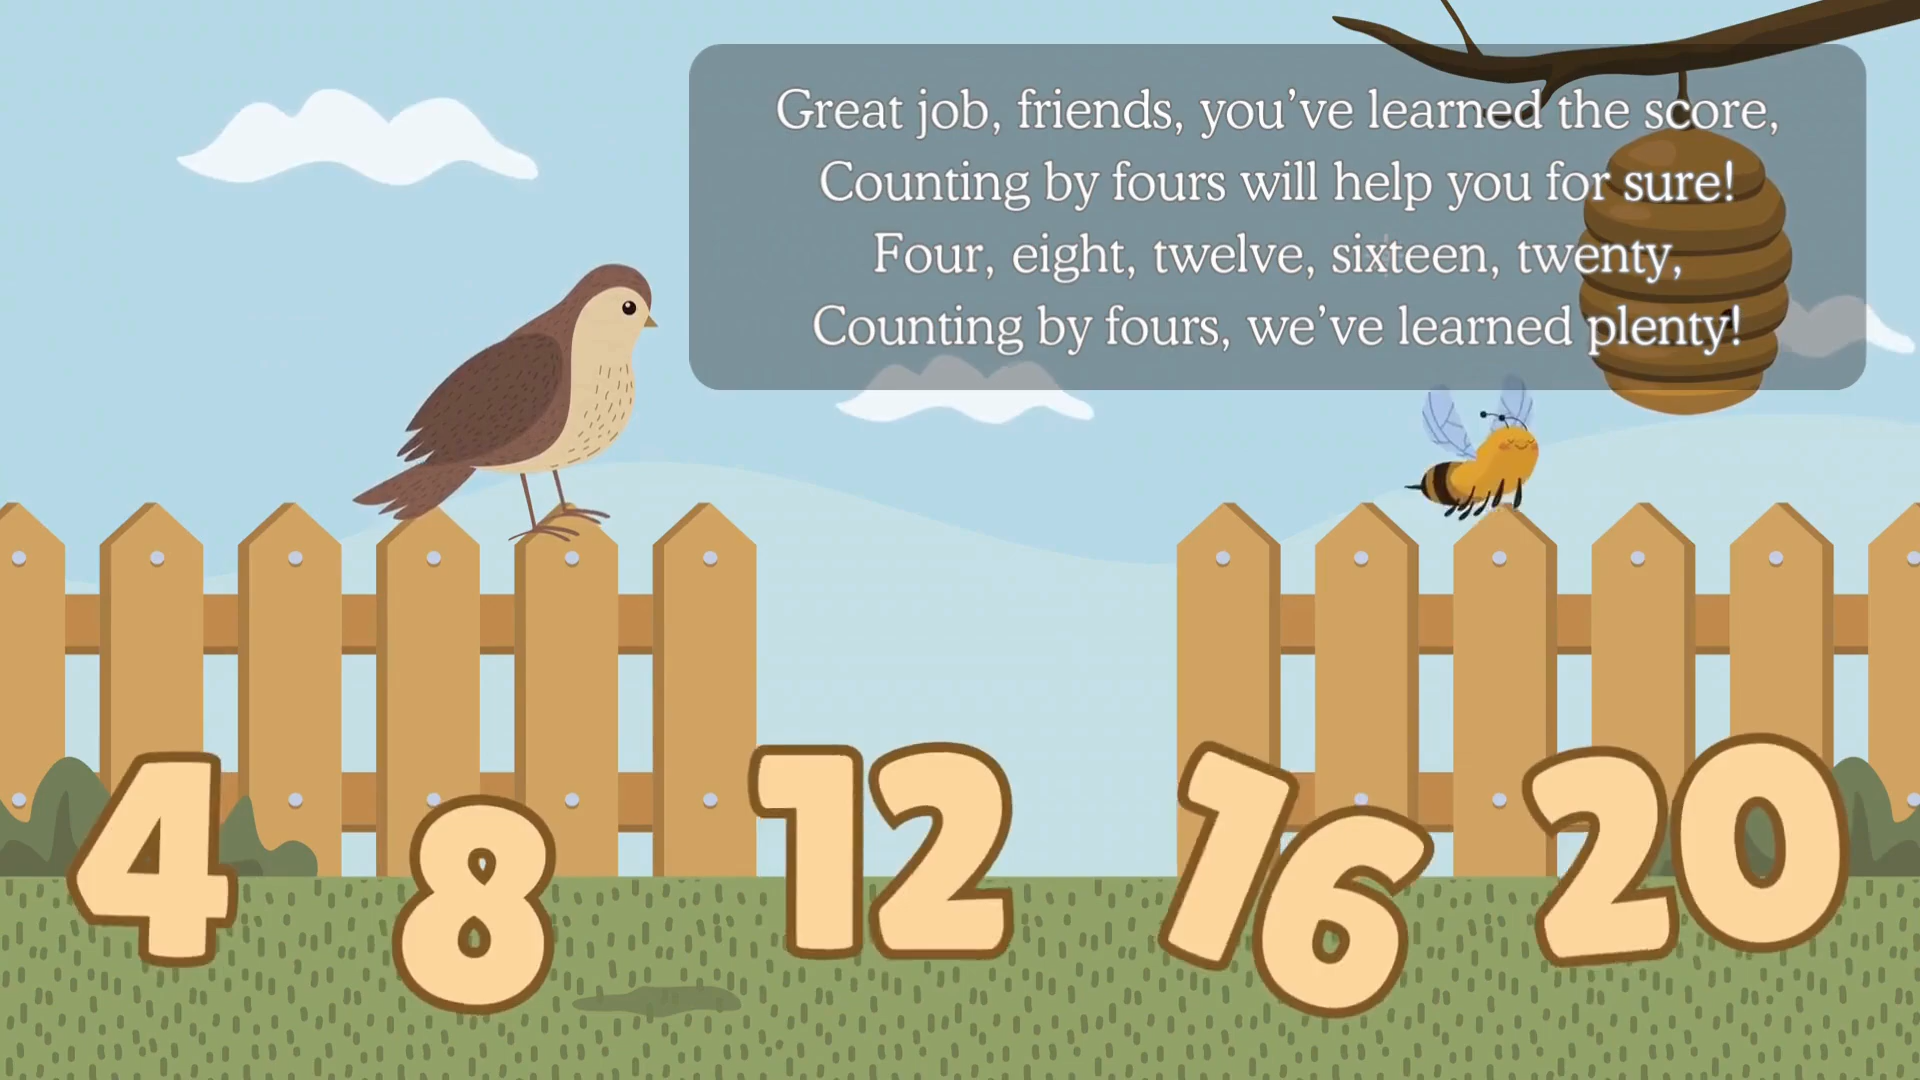 Great job, friends, you’ve learned the score,
Counting by fours will help you for sure!
Four, eight, twelve, sixteen, twenty,
Counting by fours, we’ve learned plenty!
4 8 12 16 20